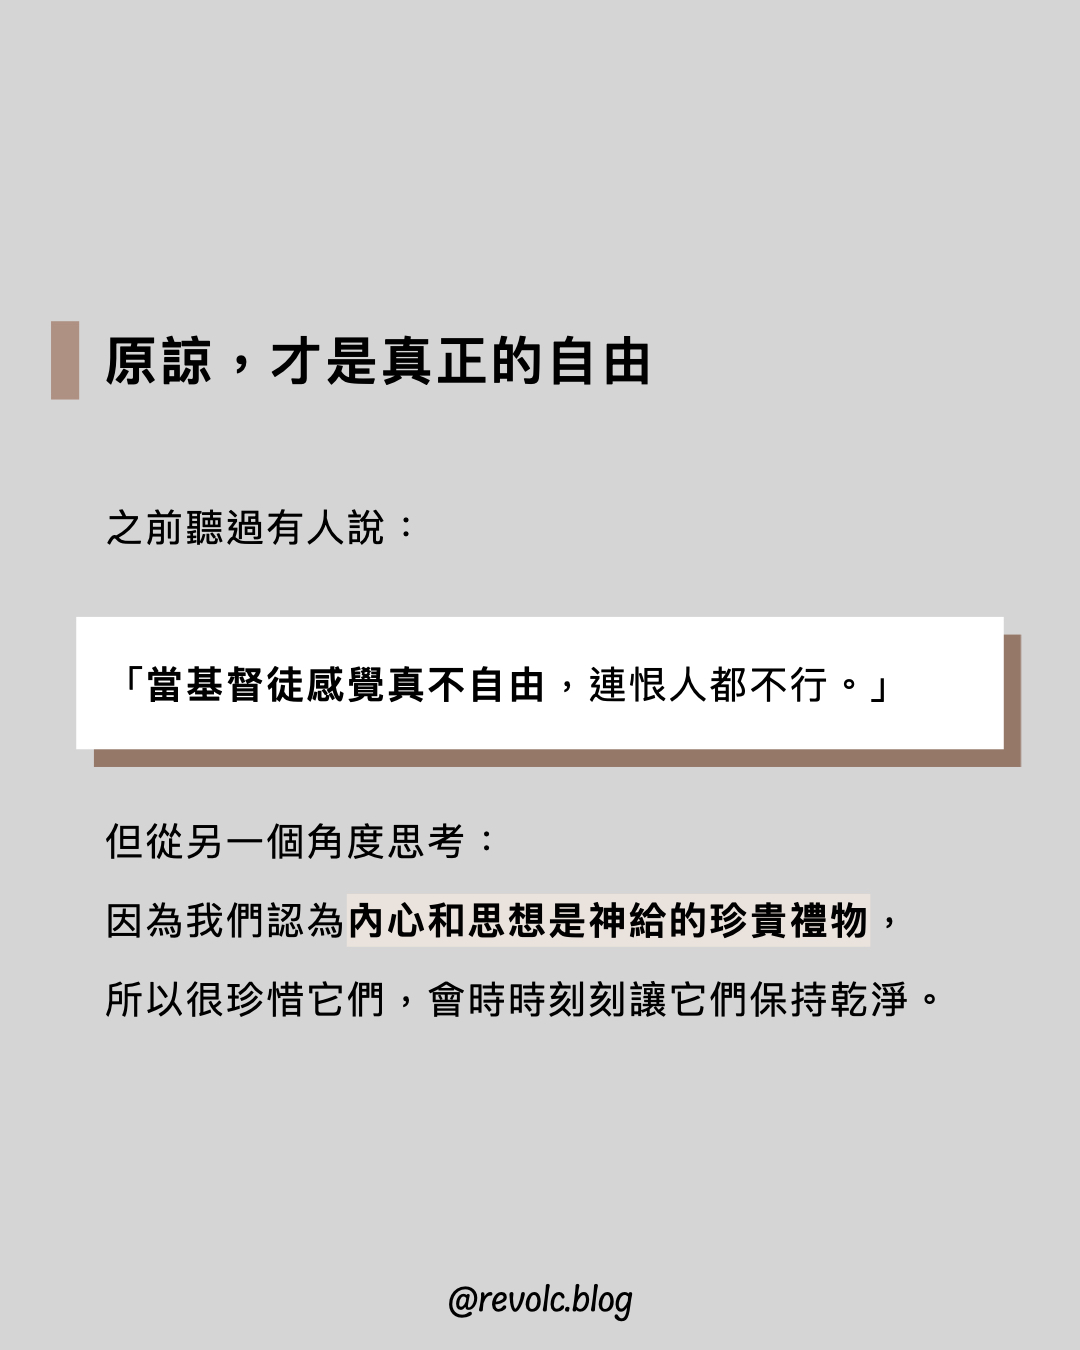 原諒，才是真正的自由
之前聽過有人說：
「當基督徒感覺真不自由，連恨人都不行。」
但從另一個角度思考：
因為我們認為內心和思想是神給的珍貴禮物，
所以很珍惜它們，會時時刻刻讓它們保持乾淨。
@revolc.blog